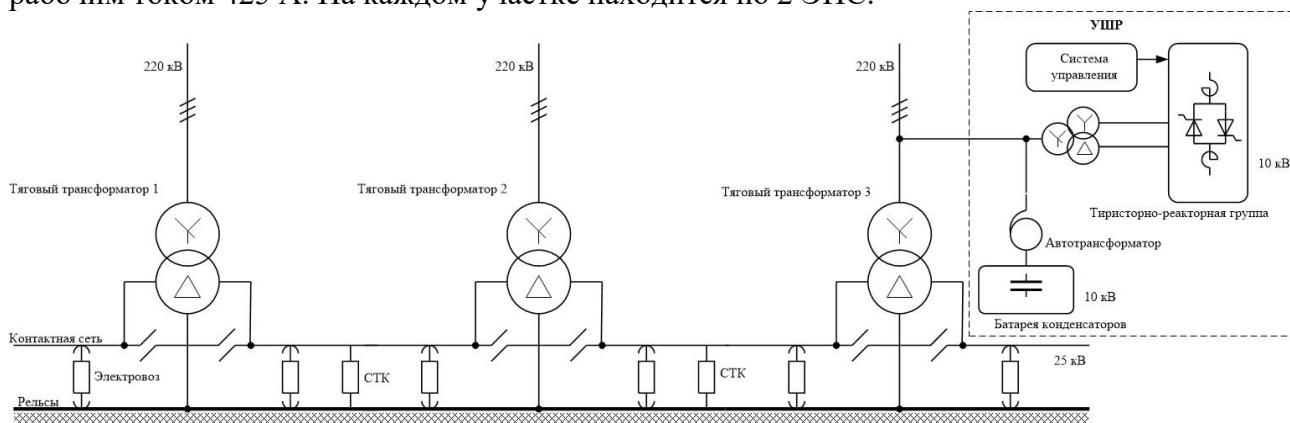 рабочим током 425 А. На каждом участке находится по 2 ЭПС.
УШР
220 кВ
220 кВ
220 кВ
Система
управления
10 кВ
Тяговый трансформатор 1
Тяговый трансформатор 2
Тяговый трансформатор 3
Тиристорно-реакторная группа
Автотрансформатор
10 кВ
Батарея конденсаторов
Контактная сеть
25 кВ
Электровоз
СТК
СТК
Рельсы